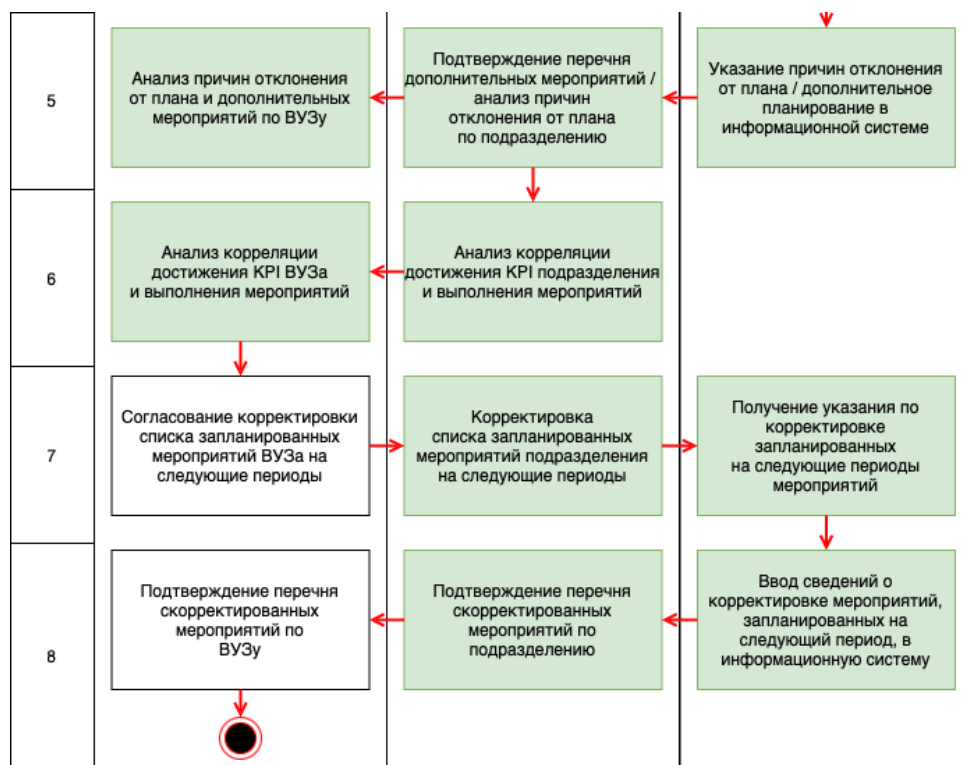 5
Анализ причин отклонения
от плана и дополнительных
мероприятий по ВУЗу
Подтверждение перечня
дополнительных мероприятий /
анализ причин
отклонения от плана
по подразделению
Указание причин отклонения
от плана / дополнительное
планирование в
информационной системе
6
Анализ корреляции
достижения KPI ВУЗа
и выполнения мероприятий
Анализ корреляции
достижения KPI подразделения
и выполнения мероприятий
7
Согласование корректировки
списка запланированных
мероприятий ВУЗа на
следующие периоды
Корректировка
списка запланированных
мероприятий подразделения
на следующие периоды
Получение указания по
корректировке
запланированных
на следующие периоды
мероприятий
8
Подтверждение перечня
скорректированных
мероприятий по
ВУЗу
Подтверждение перечня
скорректированных
мероприятий по
подразделению
Ввод сведений о
корректировке мероприятий,
запланированных на
следующий период, в
информационную систему